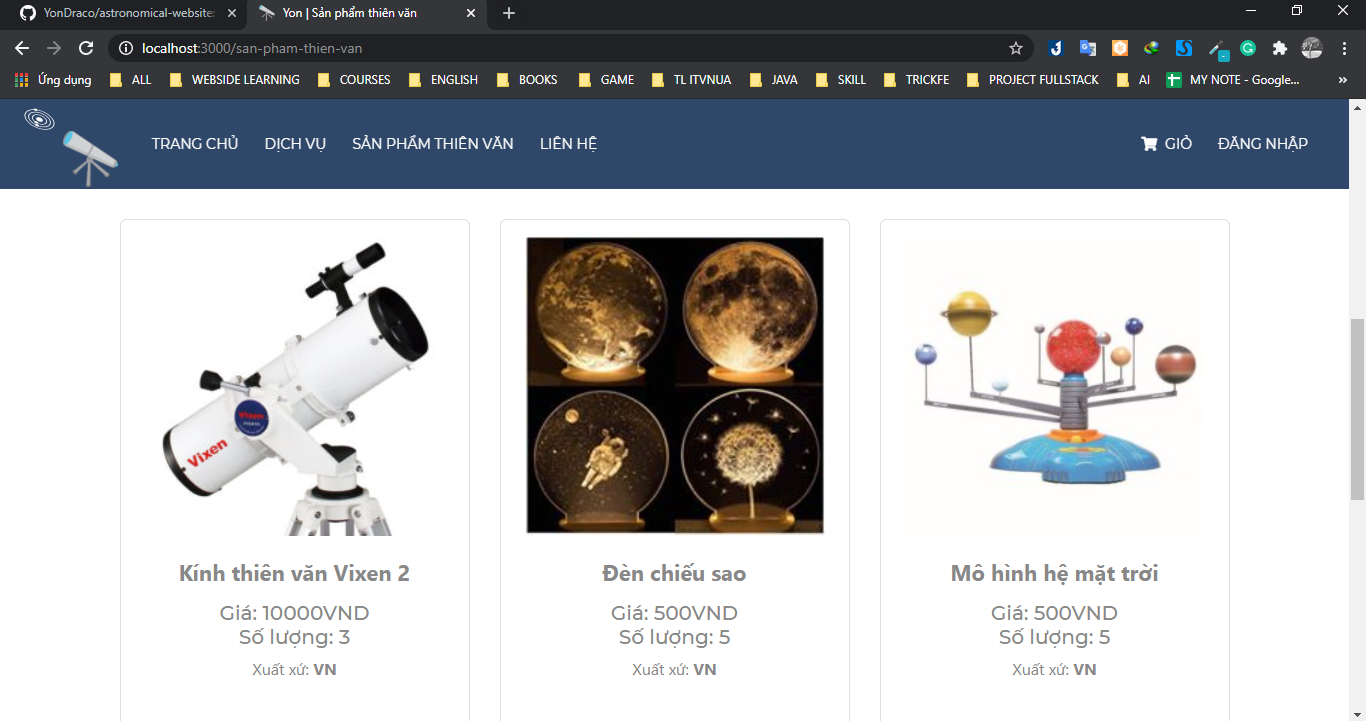 YonDraco/astronomical-website:
Yon | Sản phẩm thiên văn
localhost:3000/san-pham-thien-van
Ứng dụng
ALL
WEBSIDE LEARNING
COURSES
ENGLISH
BOOKS
GAME
TL ITVNUA
JAVA
SKILL
TRICKFE
PROJECT FULLSTACK
AI
MY NOTE - Google...
TRANG CHỦ
DỊCH VỤ
SẢN PHẨM THIÊN VĂN
LIÊN HỆ
GIỎ
ĐĂNG NHẬP
Vixen
Vixen
Kính thiên văn Vixen 2
Giá: 10000VND
Số lượng: 3
Xuất xứ: VN
Đèn chiếu sao
Giá: 500VND
Số lượng: 5
Xuất xứ: VN
Mô hình hệ mặt trời
Giá: 500VND
Số lượng: 5
Xuất xứ: VN